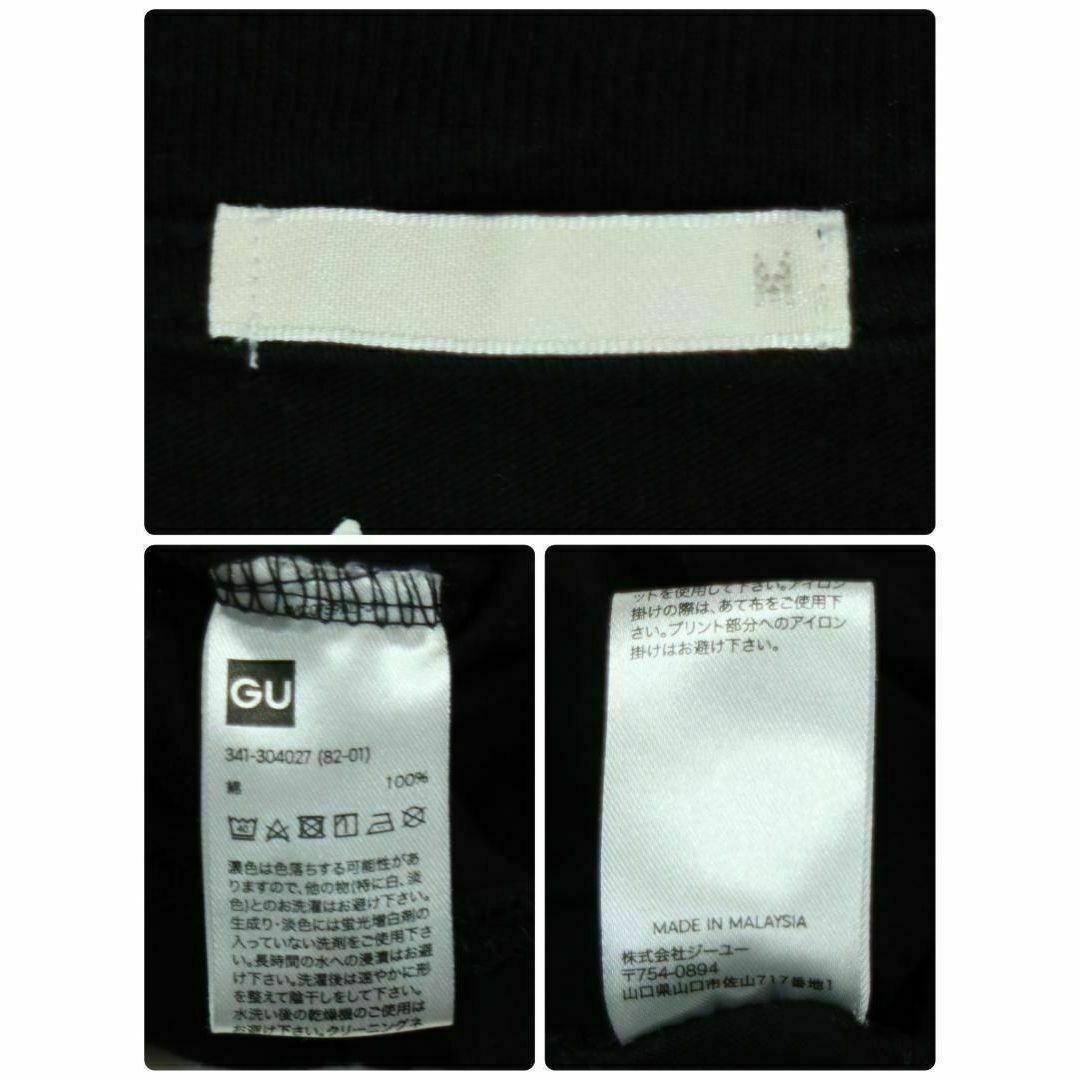 M
GU
341-304027 (82-01)
綿 100%
40
濃色は色落ちする可能性があ
りますので、他の物(特に白、淡
色)とのお洗濯はお避け下さい。
生成り・淡色には蛍光増白剤の
入っていない洗剤をご使用下さ
い。長時間の水への浸漬はお避
け下さい。洗濯後は速やかに形
を整えて陰干しをして下さい。
水洗い後の乾燥機のご使用は
お避け下さい。クリーニングネ
ットを使用して下さい。アイロン
掛けの際は、あて布をご使用下
さい。プリント部分へのアイロン
掛けはお避け下さい。
MADE IN MALAYSIA
株式会社ジーユー
〒754-0894
山口県山口市佐山717番地1